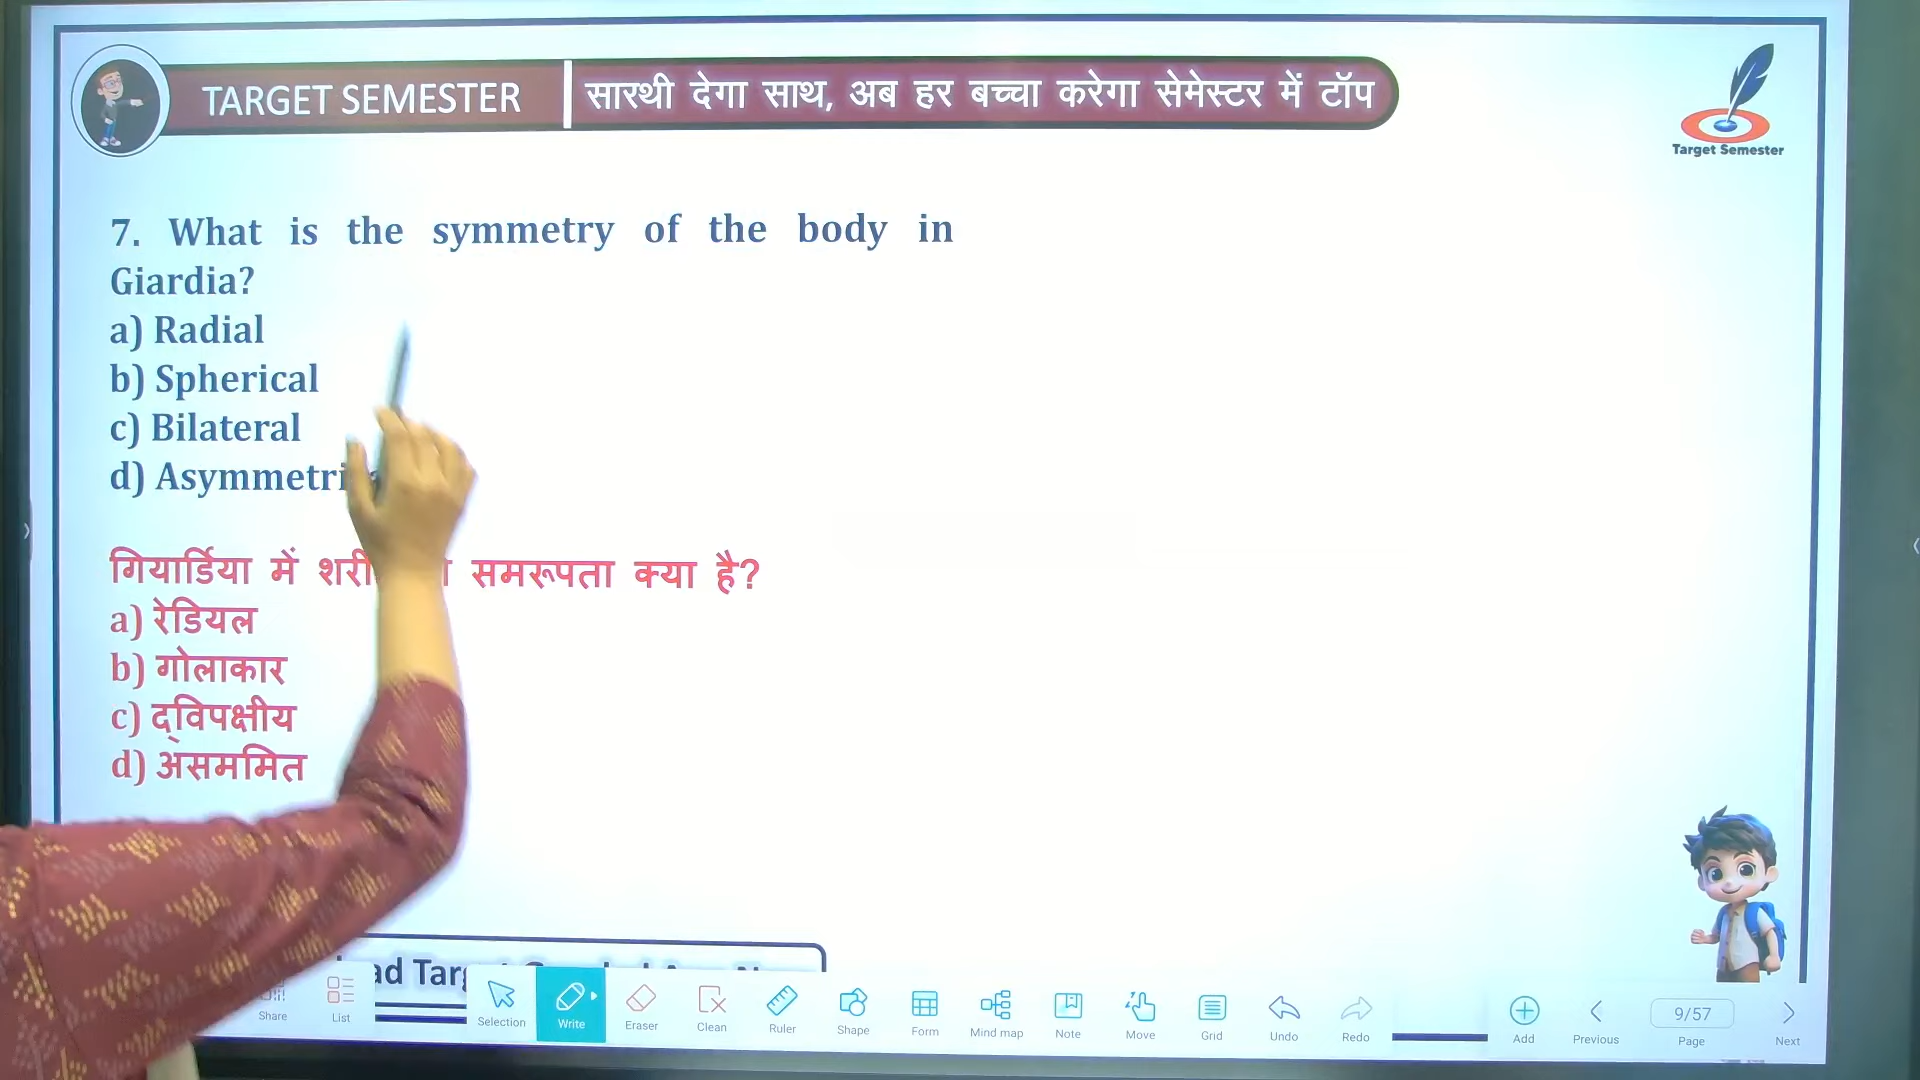 TARGET SEMESTER
सारथी देगा साथ, अब हर बच्चा करेगा सेमेस्टर में टॉप
Target Semester
7. What is the symmetry of the body in
Giardia?
a) Radial
b) Spherical
c) Bilateral
d) Asymmetri
गियार्डिया में समरूपता क्या है?
a) रेडियल
b) गोलाकार
c) द्विपक्षीय
d) असममित
Share
List
Selection
Write
Eraser
Clean
Ruler
Shape
Form
Mind map
Note
Move
Grid
Undo
Redo
Add
Previous
9/57
Page
Next